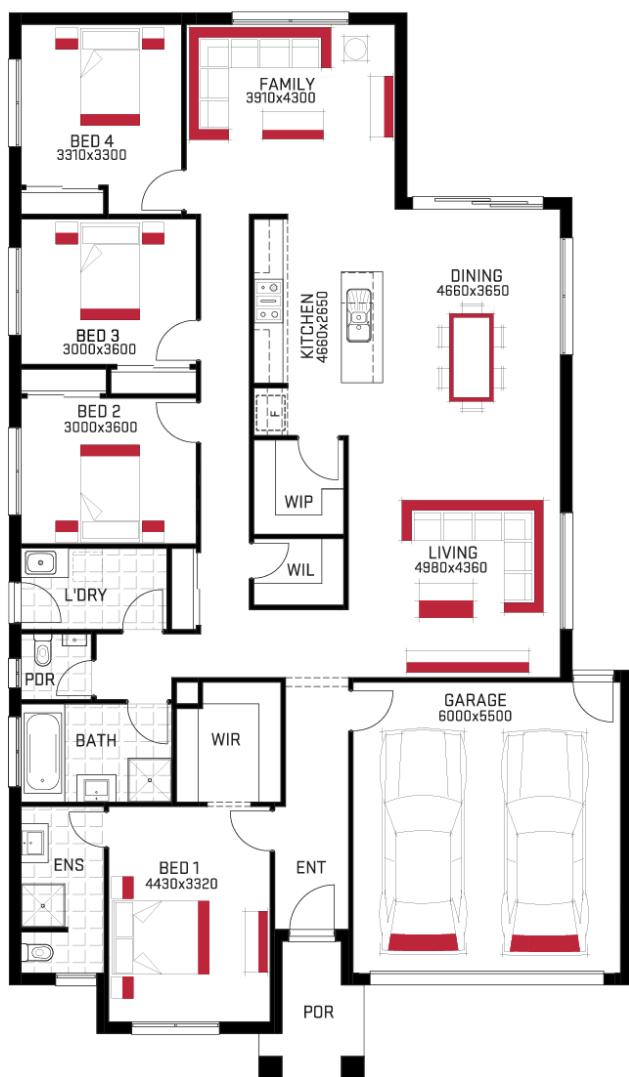 FAMILY
3910x4300
BED 4
3310x3300
DINING
4660x3650
KITCHEN
4660x2650
BED 3
3000x3600
BED 2
3000x3600
F
WIP
LIVING
4980x4360
WIL
L'DRY
PDR
GARAGE
6000x5500
BATH
WIR
ENS
BED 1
4430x3320
ENT
POR